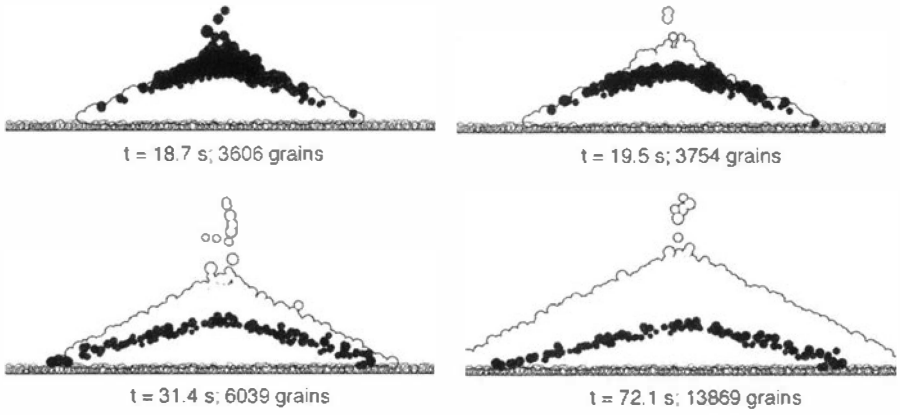 t = 18.7 s; 3606 grains
t = 19.5 s; 3754 grains
t = 31.4 s; 6039 grains
t = 72.1 s; 13869 grains